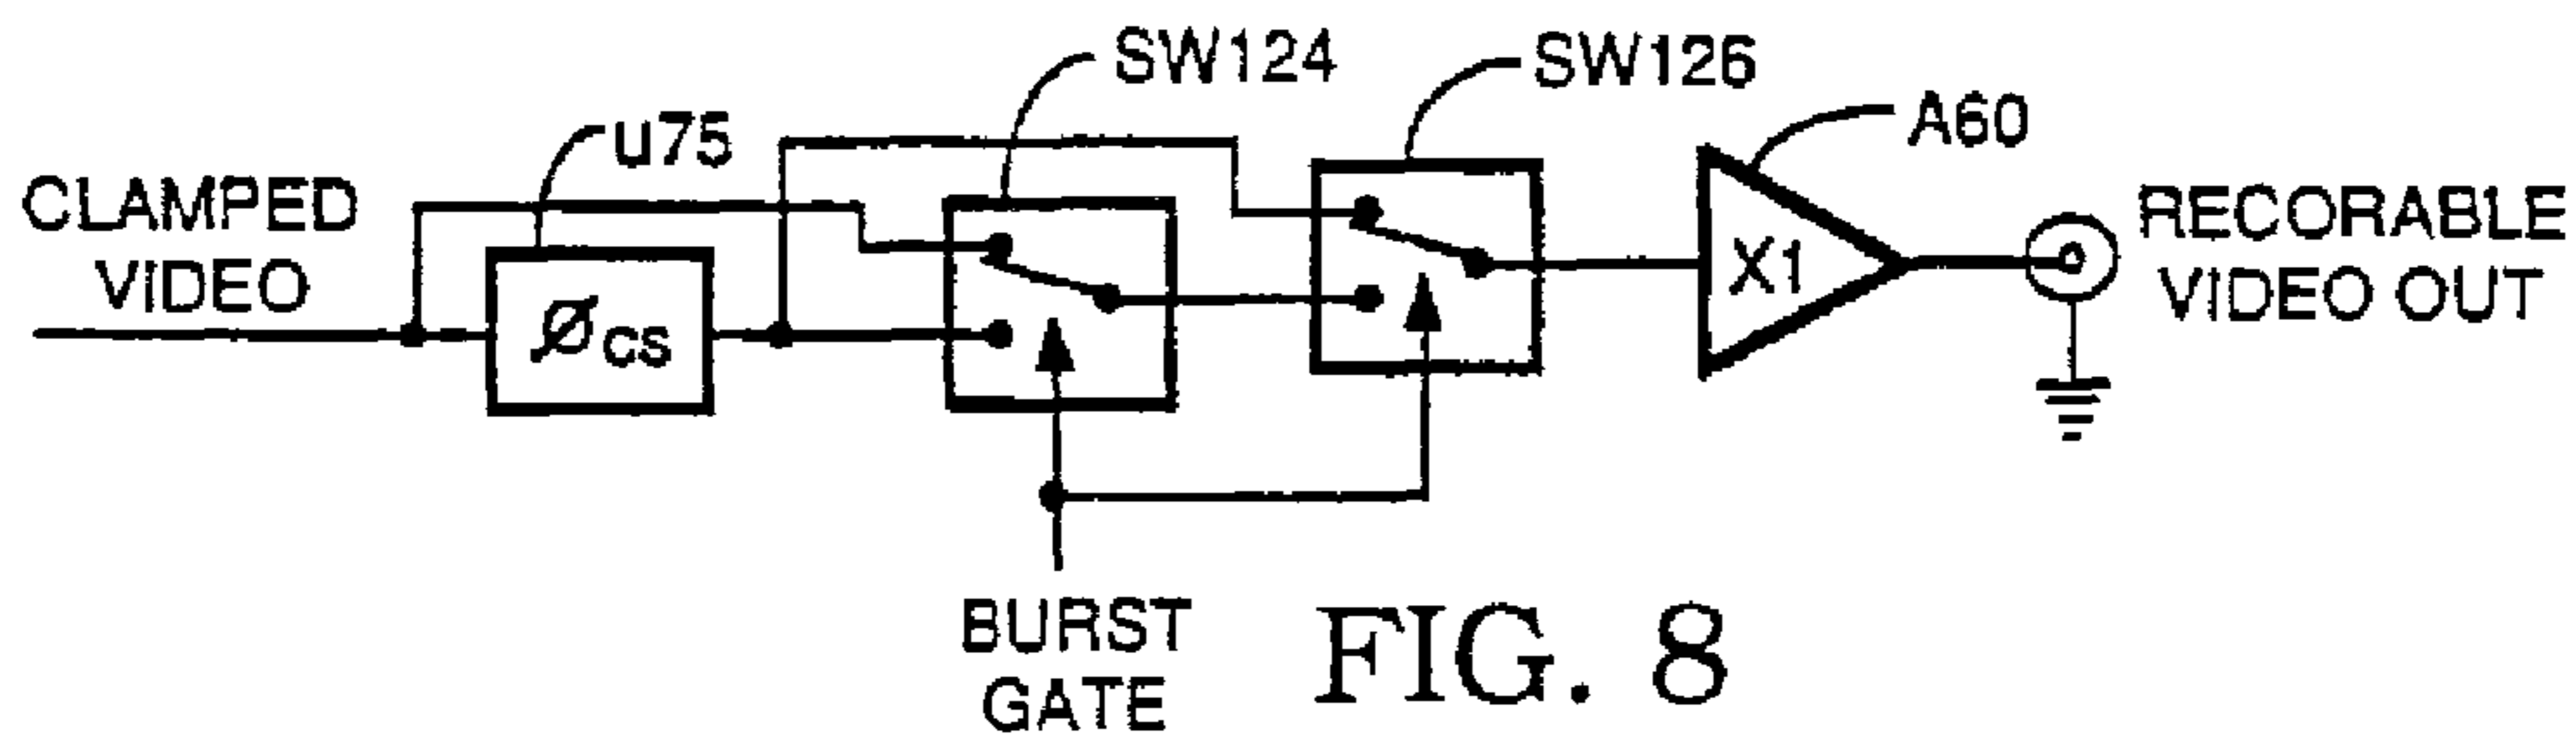 SW124
SW126
A60
u75
CLAMPED
VIDEO
Øcs
X1
RECORABLE
VIDEO OUT
BURST
GATE
FIG. 8